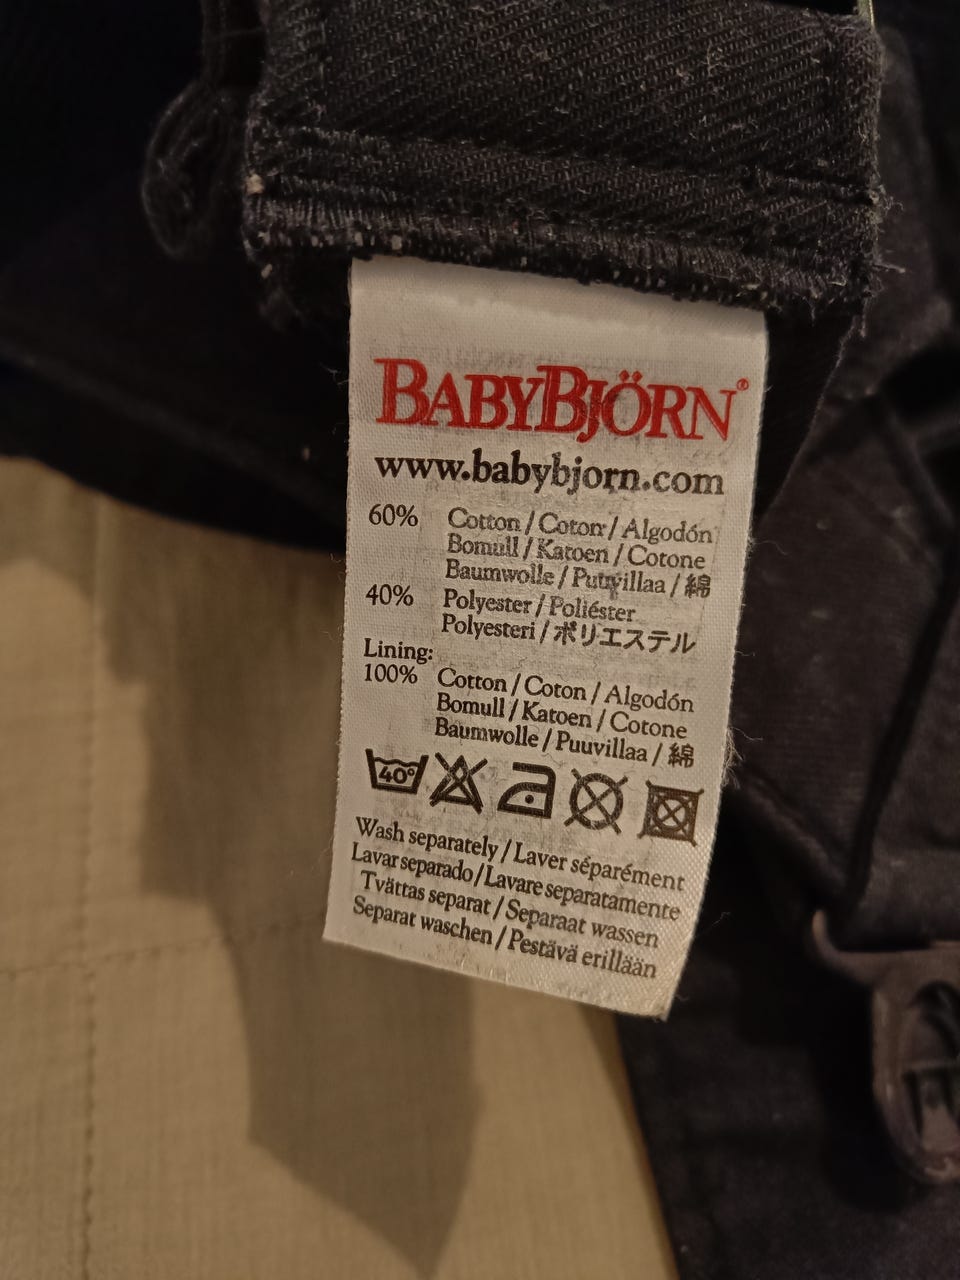 BABYBJÖRN®
www.babybjorn.com
60% Cotton / Coton / Algodón
Bomull / Katoen / Cotone
Baumwolle / Puuvillaa / 綿
40% Polyester / Poliéster
Polyesteri / ポリエステル
Lining:
100% Cotton / Coton / Algodón
Bomull / Katoen / Cotone
Baumwolle / Puuvillaa / 綿
40°
Wash separately / Laver séparément
Lavar separado / Lavare separatamente
Tvättas separat / Separaat wassen
Separat waschen / Pestävä erillään